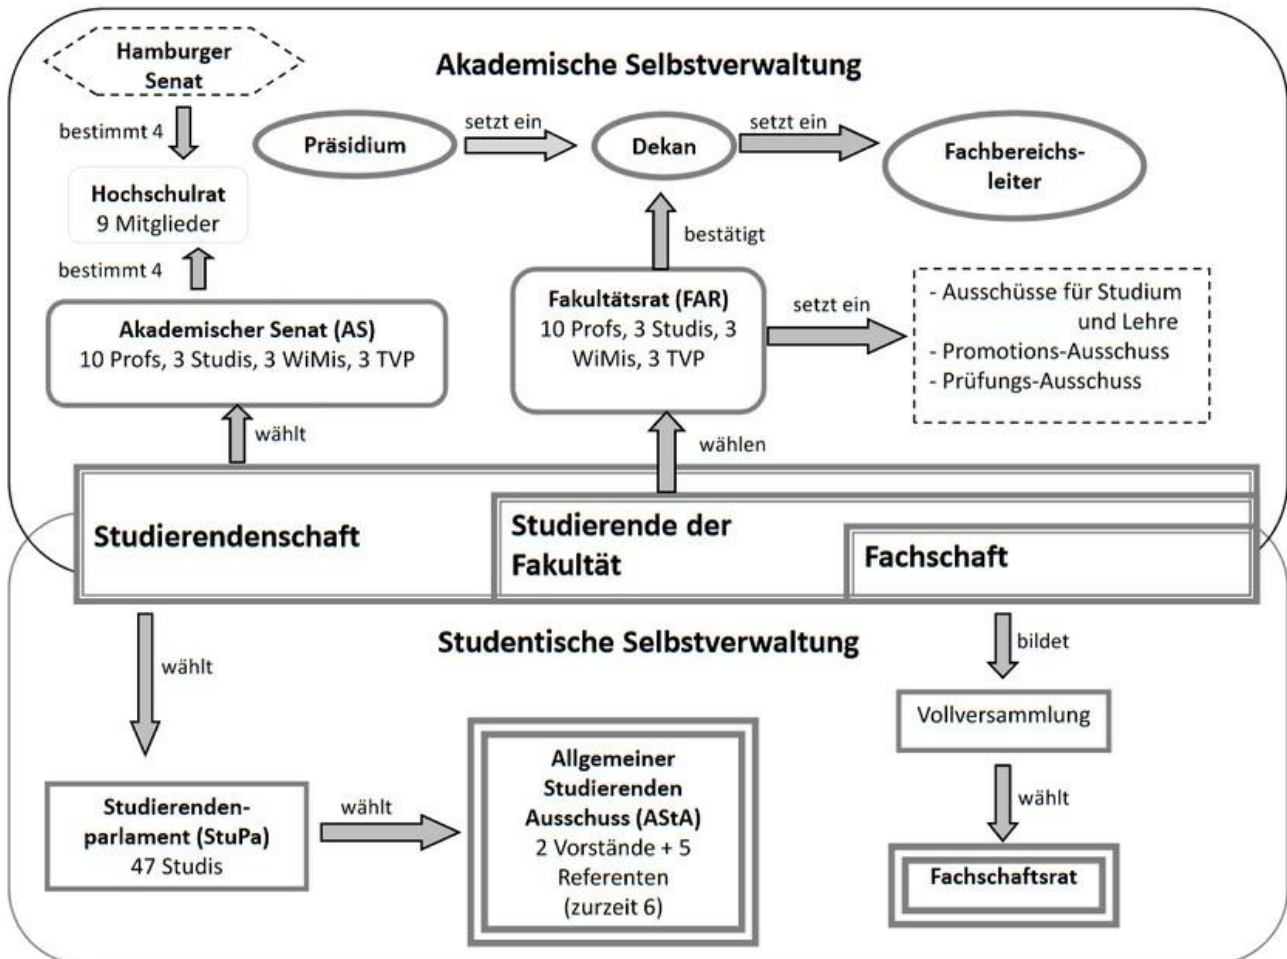 Hamburger
Senat
Akademische Selbstverwaltung
bestimmt 4
setzt ein
setzt ein
Präsidium
Dekan
Fachbereichs-
leiter
Hochschulrat
9 Mitglieder
bestätigt
bestimmt 4
Akademischer Senat (AS)
10 Profs, 3 Studis, 3 WiMis, 3 TVP
Fakultätsrat (FAR)
10 Profs, 3 Studis, 3
WiMis, 3 TVP
setzt ein
- Ausschüsse für Studium
und Lehre
- Promotions-Ausschuss
- Prüfungs-Ausschuss
wählt
wählen
Studierendenschaft
Studierende der
Fakultät
Fachschaft
Studentische Selbstverwaltung
wählt
bildet
Vollversammlung
Studierenden-
parlament (StuPa)
47 Studis
wählt
Allgemeiner
Studierenden
Ausschuss (AStA)
2 Vorstände + 5
Referenten
(zurzeit 6)
wählt
Fachschaftsrat